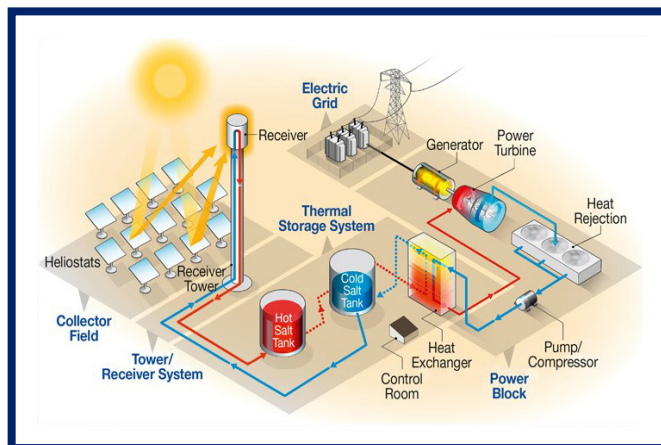 Electric
Grid
Receiver
Generator
Power
Turbine
Heat
Rejection
Thermal
Storage System
Heliostats
Receiver
Tower
Cold
Salt
Tank
Hot
Salt
Tank
Collector
Field
Tower/
Receiver System
Heat
Exchanger
Control
Room
Pump/
Compressor
Power
Block